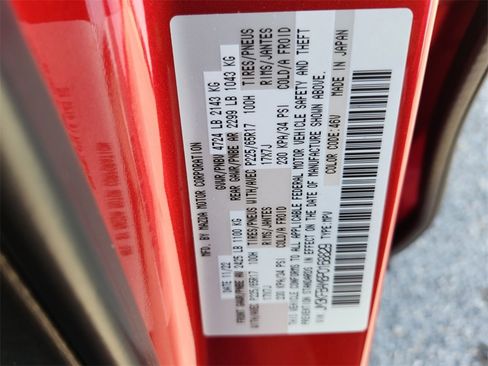 MFD. BY MAZDA MOTOR CORPORATION
DATE: 11/22 GVWR/PNBV 4724 LB 2143 KG
FRONT GAWR/PNBE AV 2425 LB 1100 KG REAR GAWR/PNBE AR 2299 LB 1043 KG
WITH/AVEC P225/65R17 100H TIRES/PNEUS WITH/AVEC P225/65R17 100H TIRES/PNEUS
17X7J RIMS/JANTES 17X7J RIMS/JANTES
230 KPA/34 PSI COLD/A FROID 230 KPA/34 PSI COLD/A FROID
THIS VEHICLE CONFORMS TO ALL APPLICABLE FEDERAL MOTOR VEHICLE SAFETY AND THEFT
PREVENTION STANDARDS IN EFFECT ON THE DATE OF MANUFACTURE SHOWN ABOVE.
VIN TYPE: MPV COLOR CODE: 46V MADE IN JAPAN